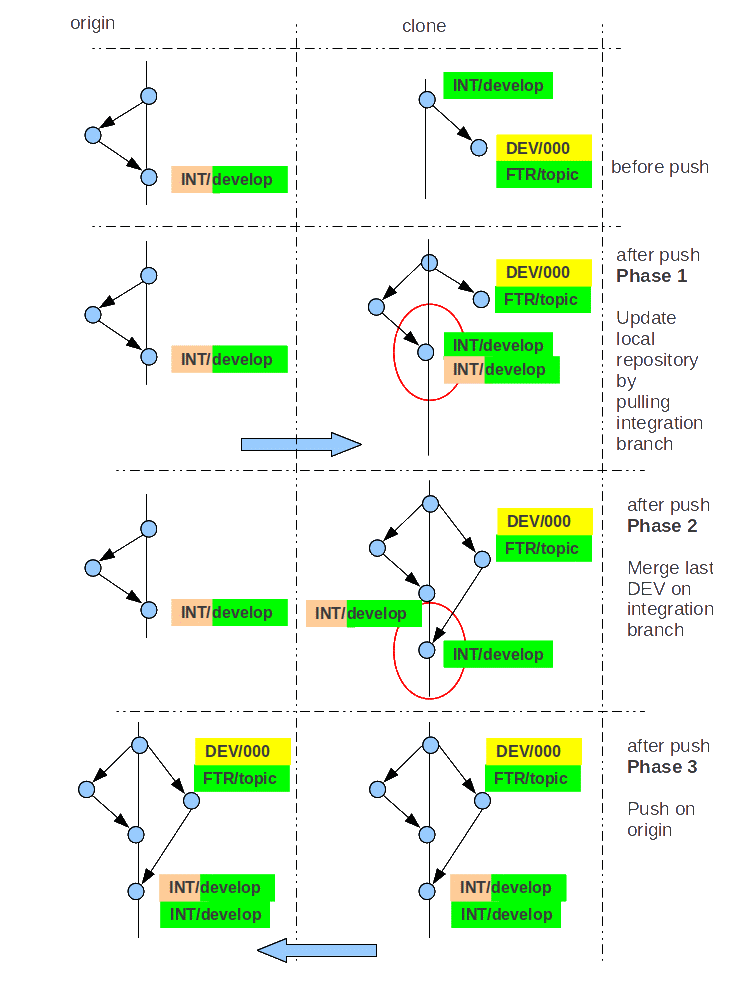 origin
clone
INT/develop
DEV/000
FTR/topic
INT/develop
before push
after push
Phase 1
DEV/000
FTR/topic
INT/develop
INT/develop
INT/develop
Update
local
repository
by
pulling
integration
branch
after push
Phase 2
DEV/000
FTR/topic
INT/develop
INT/develop
INT/develop
Merge last
DEV on
integration
branch
DEV/000
FTR/topic
INT/develop
INT/develop
DEV/000
FTR/topic
INT/develop
INT/develop
after push
Phase 3
Push on
origin